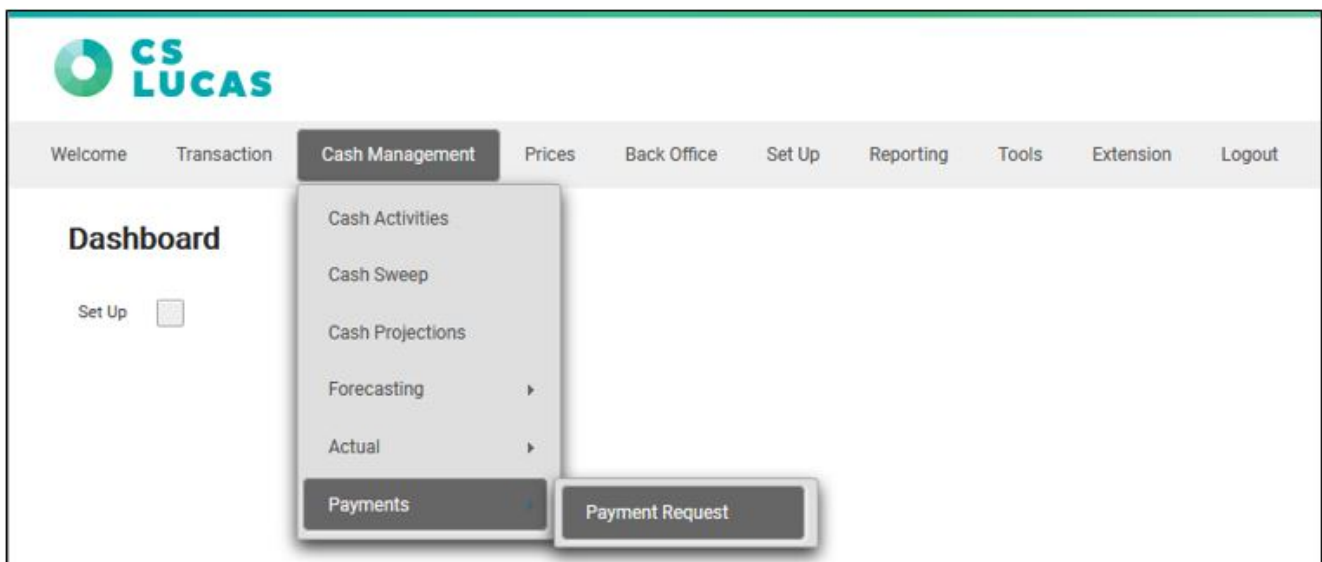 CS
LUCAS
Welcome Transaction Cash Management Prices Back Office Set Up Reporting Tools Extension Logout
Dashboard
Set Up
Cash Activities
Cash Sweep
Cash Projections
Forecasting
Actual
Payments
Payment Request